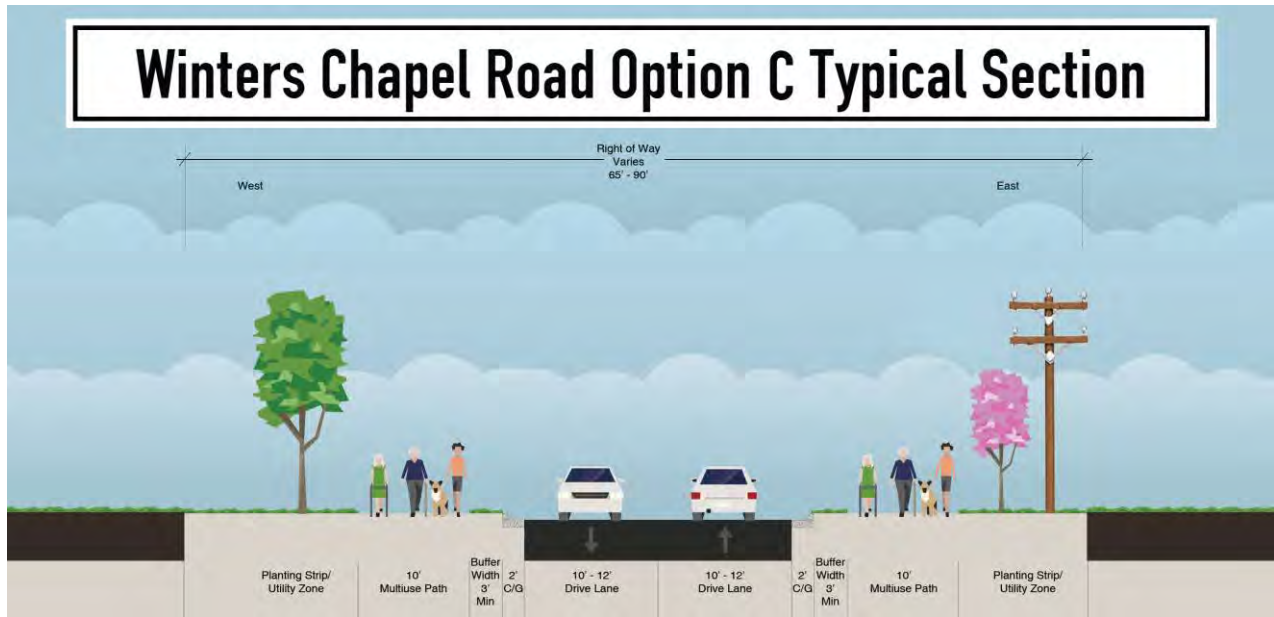 Winters Chapel Road Option C Typical Section
Right of Way
Varies
65' - 90'
West
East
Planting Strip/
Utility Zone
10'
Multiuse Path
Buffer
Width
3'
Min
2'
C/G
10' - 12'
Drive Lane
10' - 12'
Drive Lane
2'
C/G
Buffer
Width
3'
Min
10'
Multiuse Path
Planting Strip/
Utility Zone